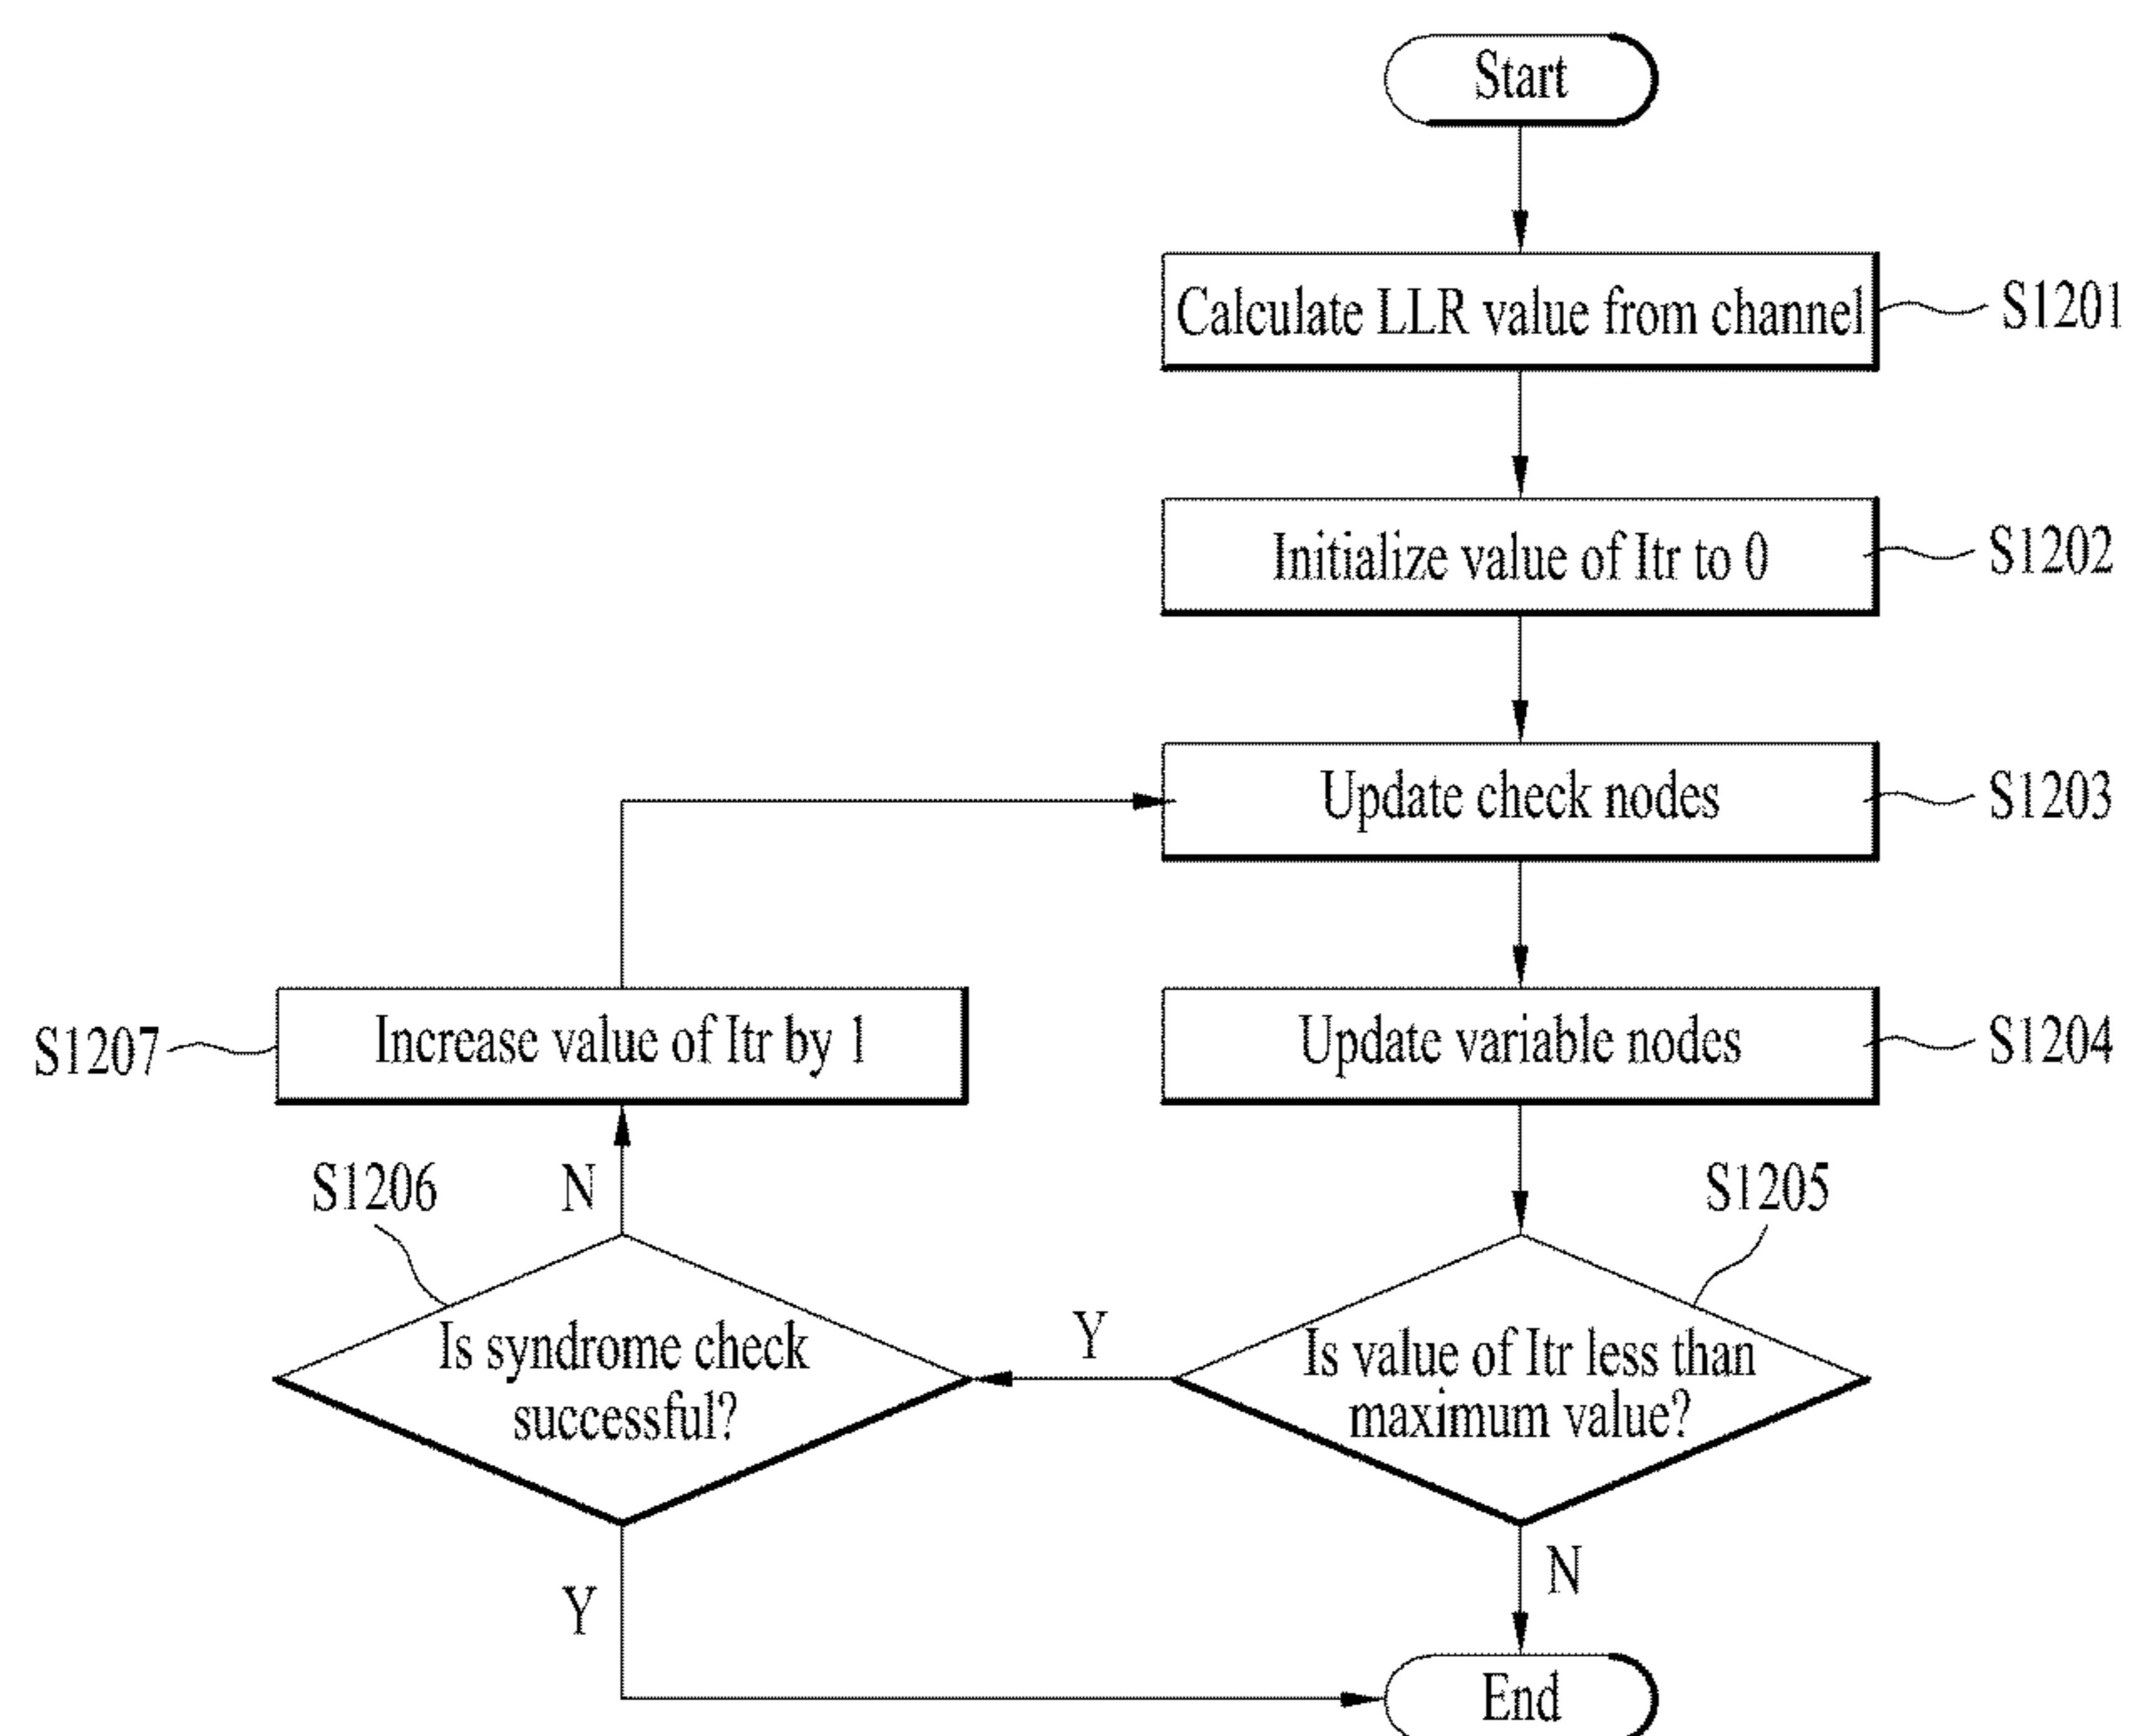 Start
Calculate LLR value from channel
S1201
Initialize value of Itr to 0
S1202
Update check nodes
S1203
S1207
Increase value of Itr by 1
Update variable nodes
S1204
S1206
N
S1205
Is syndrome check
successful?
Y
Is value of Itr less than
maximum value?
Y
N
End